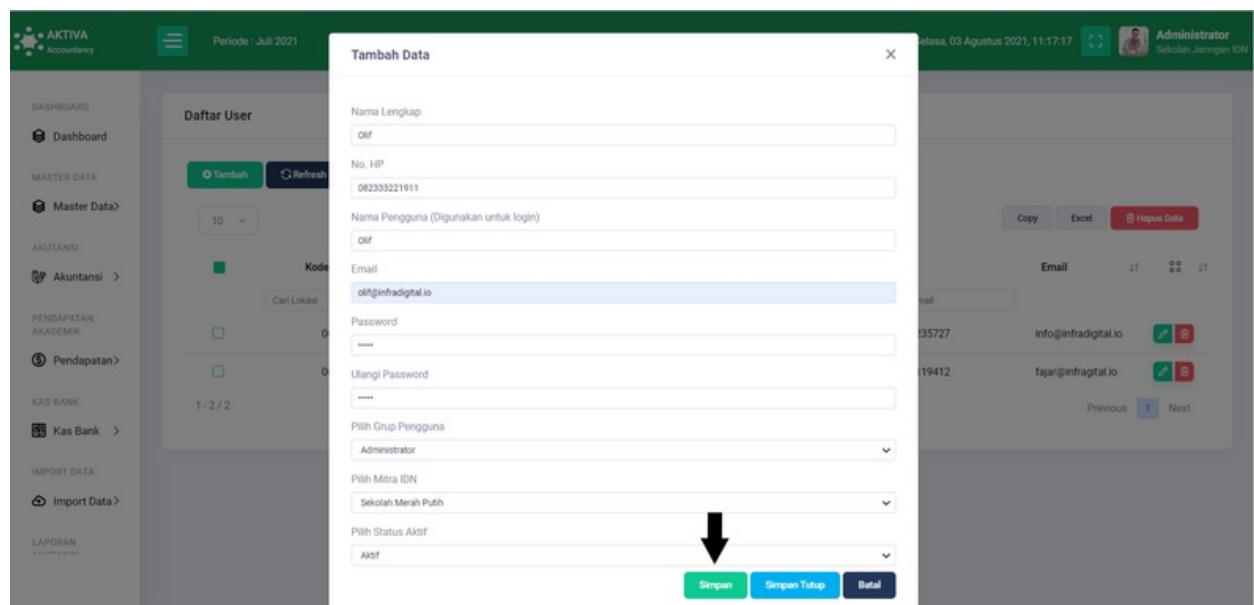 AKTIVA
Accountancy
Periode : Juli 2021
Selasa, 03 Agustus 2021, 11:17:17
Administrator
Sekolah Jaringan IDN
DASHBOARD
Dashboard
MASTER DATA
Master Data
AKUTANSI
Akuntansi
PENDAPATAN
AKADEMIK
Pendapatan
KAS BANK
Kas Bank
IMPORT DATA
Import Data
LAPORAN
Daftar User
Tambah
Refresh
10
Copy
Excel
Hapus Data
Kode
Email
Cari Lokasi
235727
info@infradigital.io
fajar@infragital.io
1 - 2 / 2
Previous
1
Next
Tambah Data
Nama Lengkap
Olif
No. HP
082333221911
Nama Pengguna (Digunakan untuk login)
Olif
Email
olif@infradigital.io
Password
•••••
Ulangi Password
•••••
Pilih Grup Pengguna
Administrator
Pilih Mitra IDN
Sekolah Merah Putih
Pilih Status Aktif
Aktif
Simpan
Simpan Tutup
Batal